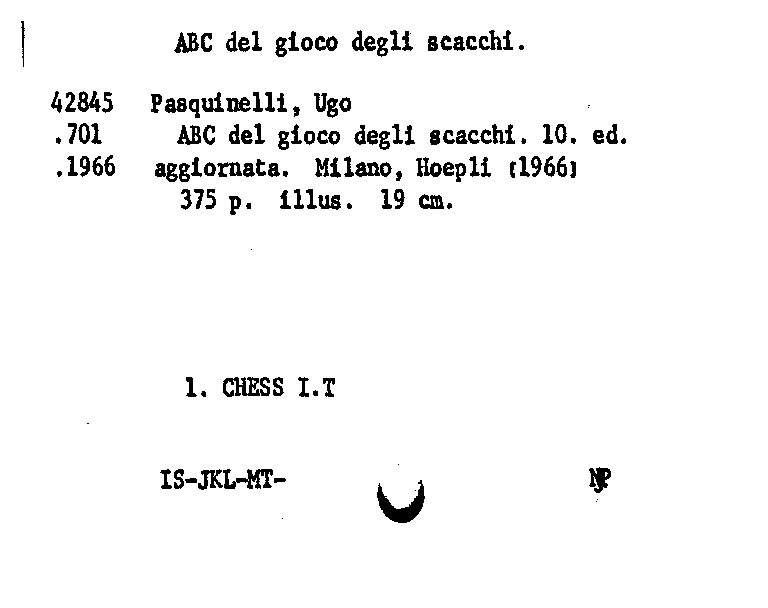 ABC del gioco degli scacchi.
42845 Pasquinelli, Ugo
.701 ABC del gioco degli scacchi. 10. ed.
.1966 aggiornata. Milano, Hoepli [1966]
375 p. illus. 19 cm.
1. CHESS I.T
IS-JKL-MT- NjP